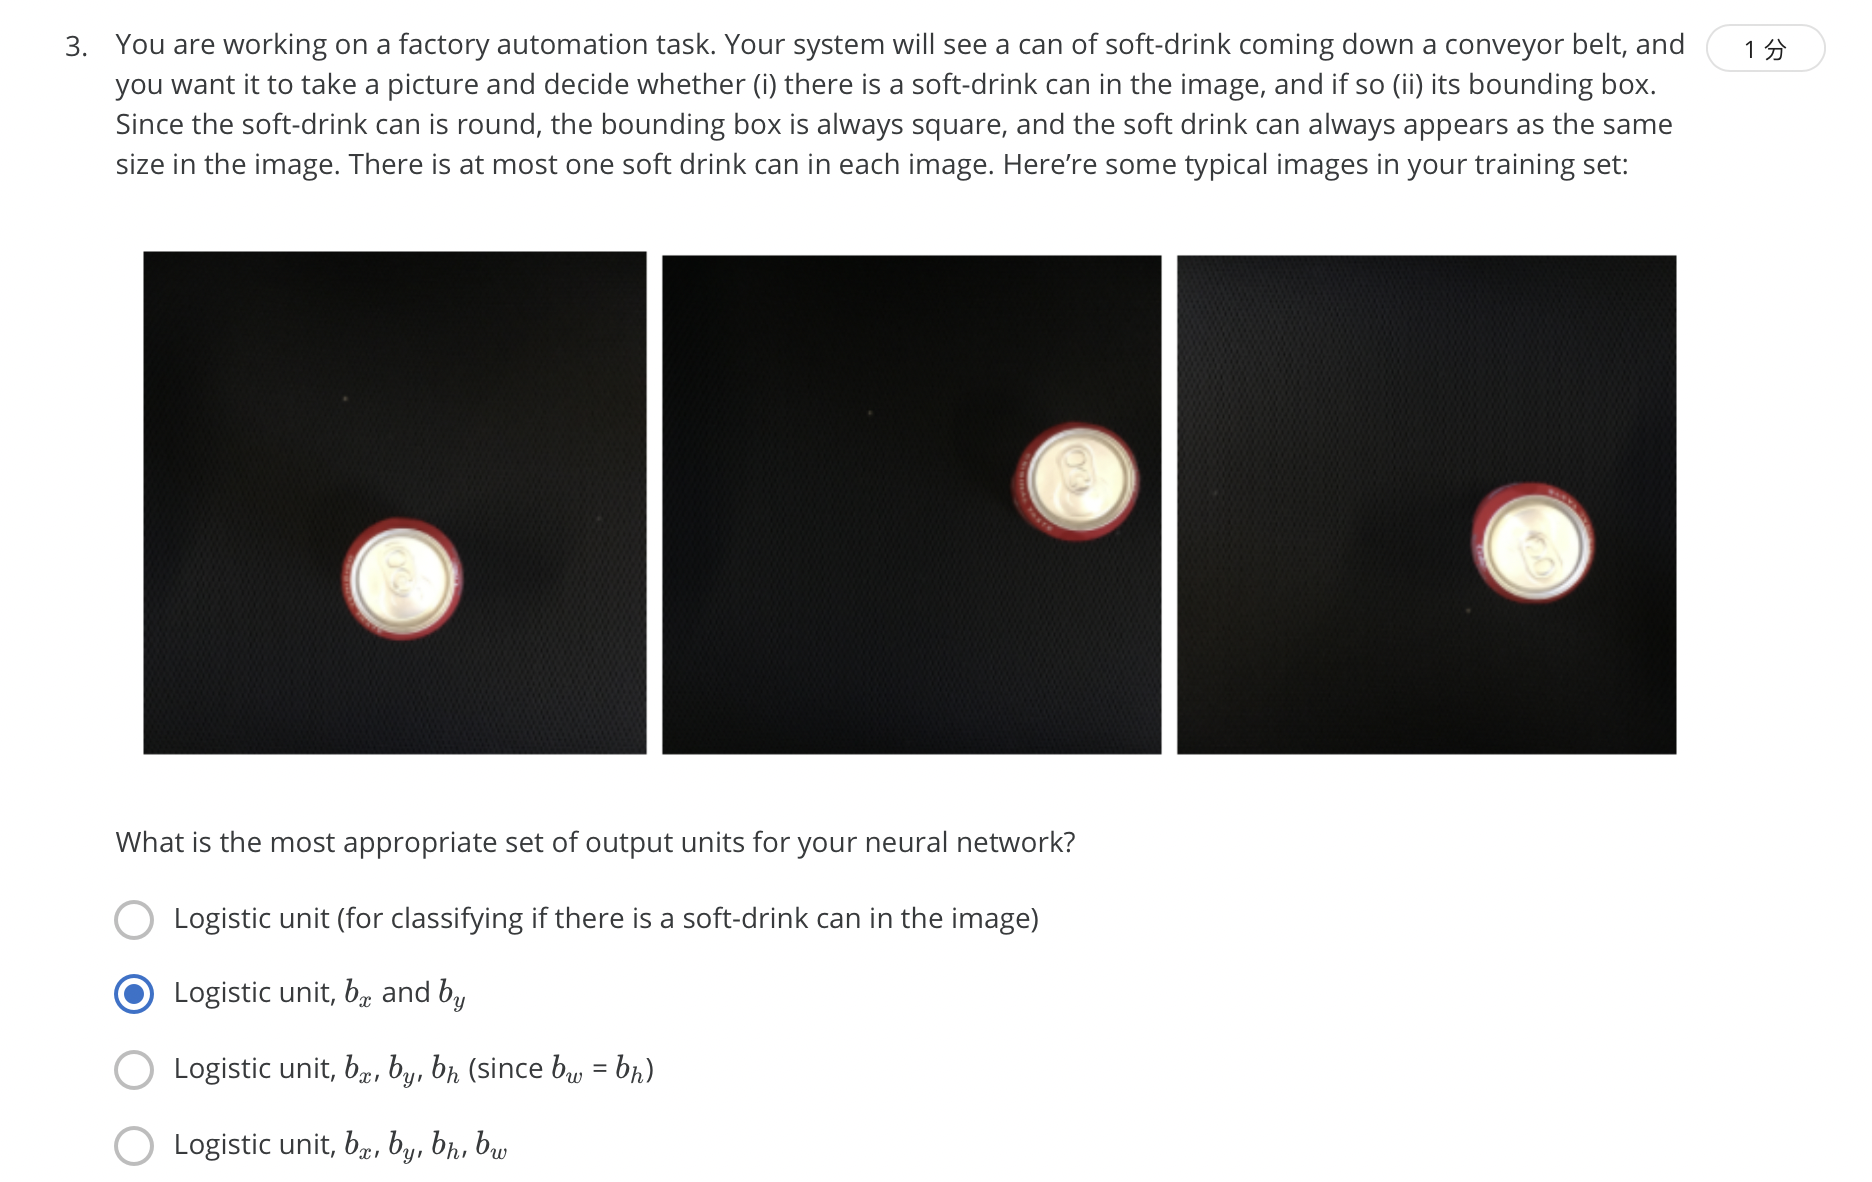 3. You are working on a factory automation task. Your system will see a can of soft-drink coming down a conveyor belt, and
1 分
you want it to take a picture and decide whether (i) there is a soft-drink can in the image, and if so (ii) its bounding box.
Since the soft-drink can is round, the bounding box is always square, and the soft drink can always appears as the same
size in the image. There is at most one soft drink can in each image. Here’re some typical images in your training set:
What is the most appropriate set of output units for your neural network?
Logistic unit (for classifying if there is a soft-drink can in the image)
Logistic unit, b_x and b_y
Logistic unit, b_x, b_y, b_h (since b_w = b_h)
Logistic unit, b_x, b_y, b_h, b_w